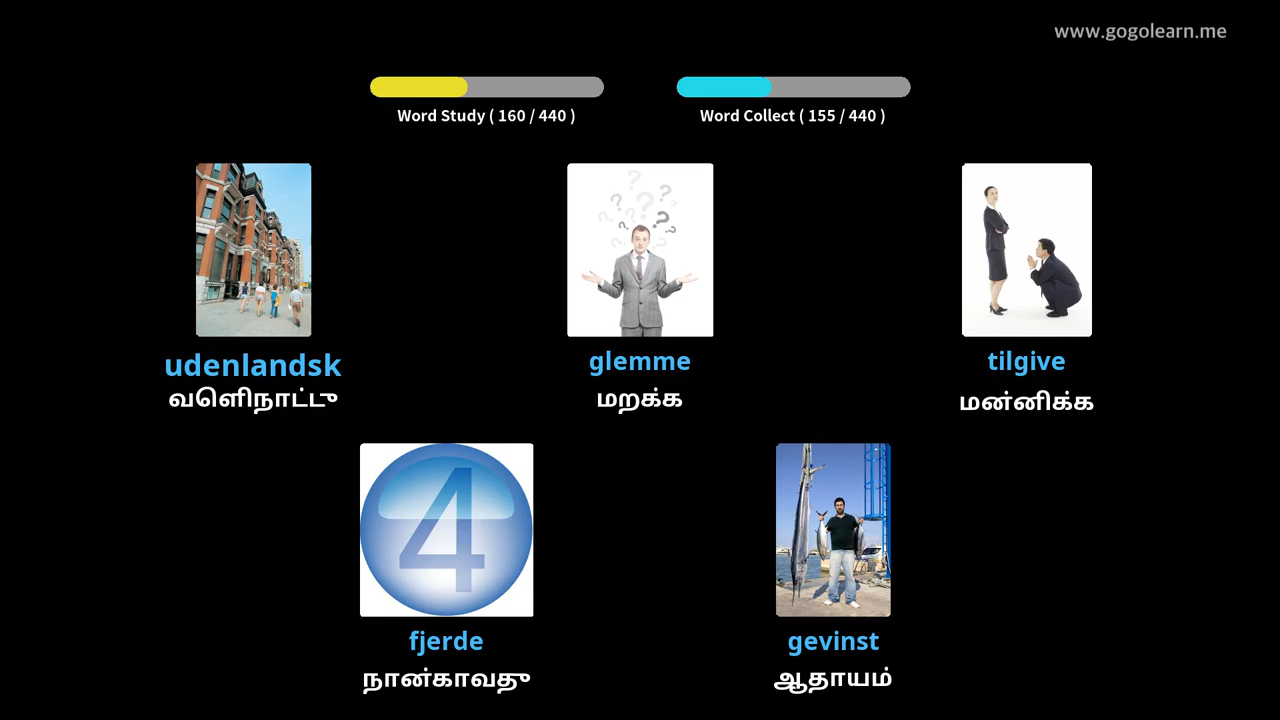 www.gogolearn.me
Word Study ( 160 / 440 )
Word Collect ( 155 / 440 )
udenlandsk
வெளிநாட்டு
glemme
மறக்க
tilgive
மன்னிக்க
4
fjerde
நான்காவது
gevinst
ஆதாயம்